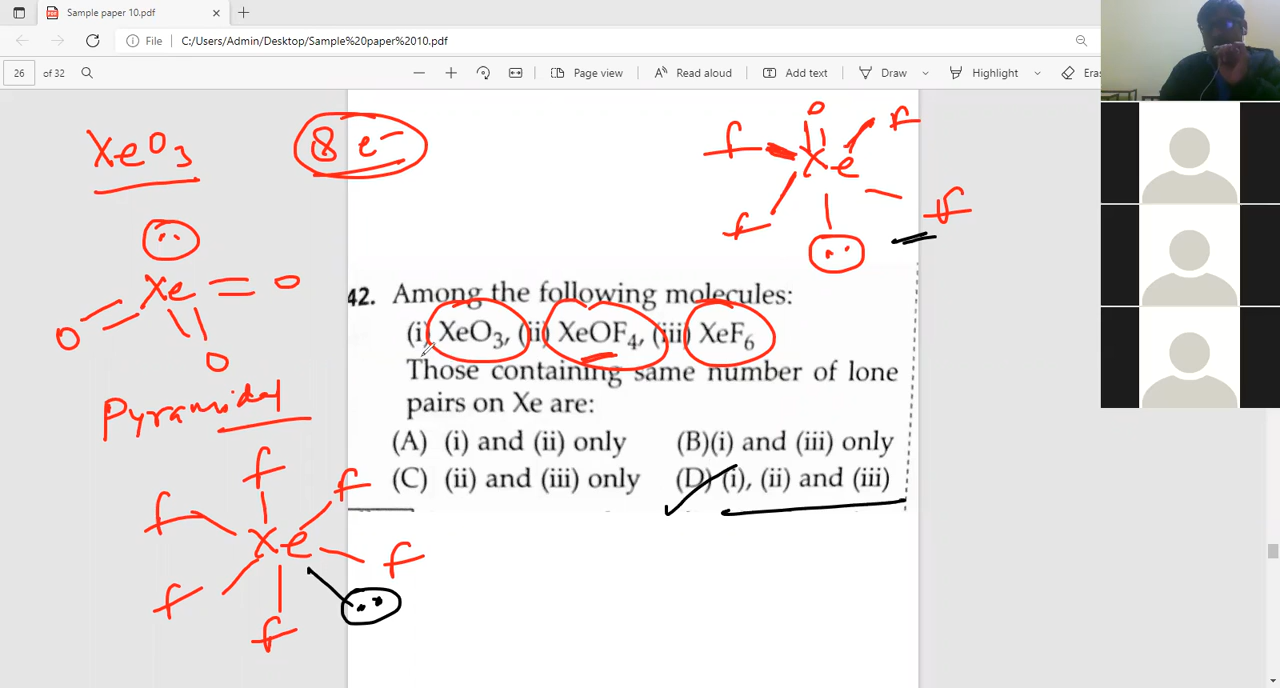 Sample paper 10.pdf
File C:/Users/Admin/Desktop/Sample%20paper%2010.pdf
26 of 32 Page view Read aloud Add text Draw Highlight Eras
XeO3
8 e-
Xe
O
O
O
Pyramidal
F
F
F
Xe
F
F
F
O
F
F
Xe
F
F
42. Among the following molecules:
(i) XeO3, (ii) XeOF4, (iii) XeF6
Those containing same number of lone
pairs on Xe are:
(A) (i) and (ii) only (B)(i) and (iii) only
(C) (ii) and (iii) only (D) (i), (ii) and (iii)